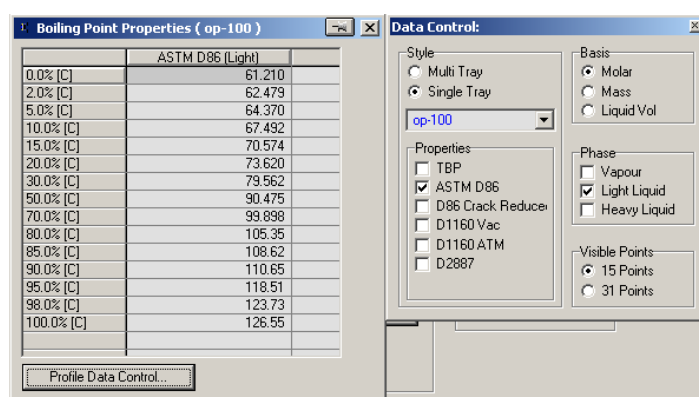 Boiling Point Properties ( op-100 )
ASTM D86 (Light)
0.0% [C] 61.210
2.0% [C] 62.479
5.0% [C] 64.370
10.0% [C] 67.492
15.0% [C] 70.574
20.0% [C] 73.620
30.0% [C] 79.562
50.0% [C] 90.475
70.0% [C] 99.898
80.0% [C] 105.35
85.0% [C] 108.62
90.0% [C] 110.65
95.0% [C] 118.51
98.0% [C] 123.73
100.0% [C] 126.55
Profile Data Control...
Data Control:
Style
Multi Tray
Single Tray
op-100
Properties
TBP
ASTM D86
D86 Crack Reduce
D1160 Vac
D1160 ATM
D2887
Basis
Molar
Mass
Liquid Vol
Phase
Vapour
Light Liquid
Heavy Liquid
Visible Points
15 Points
31 Points